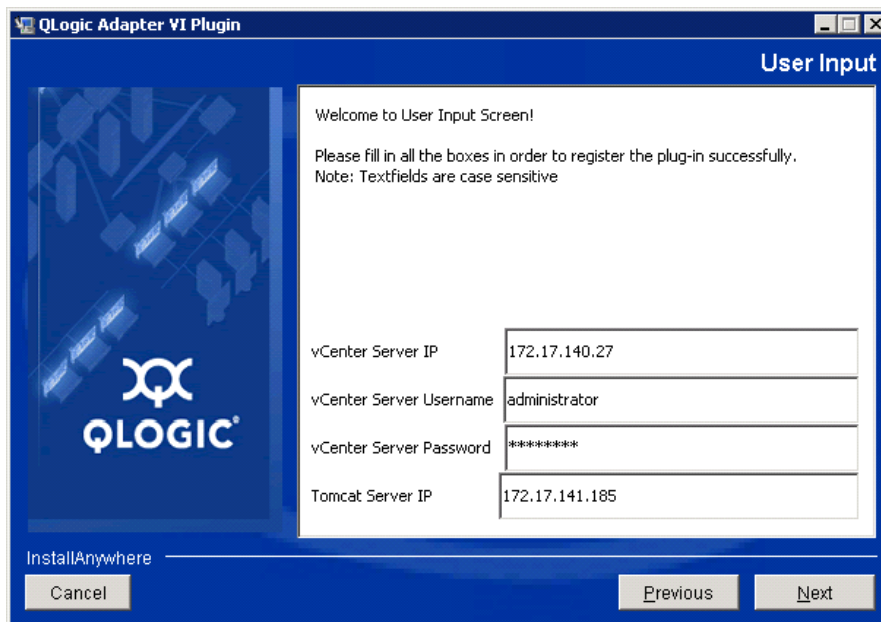 QLogic Adapter VI Plugin
User Input
Welcome to User Input Screen!
Please fill in all the boxes in order to register the plug-in successfully.
Note: Textfields are case sensitive
vCenter Server IP 172.17.140.27
vCenter Server Username administrator
vCenter Server Password ********
Tomcat Server IP 172.17.141.185
QLOGIC®
InstallAnywhere
Cancel Previous Next